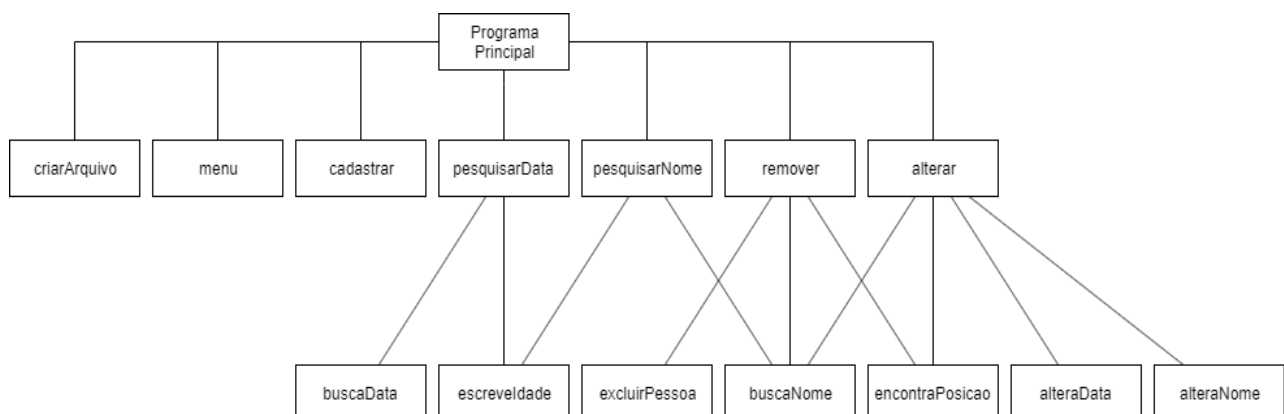 Programa
Principal
criarArquivo
menu
cadastrar
pesquisarData
pesquisarNome
remover
alterar
buscaData
escreveIdade
excluirPessoa
buscaNome
encontraPosicao
alteraData
alteraNome